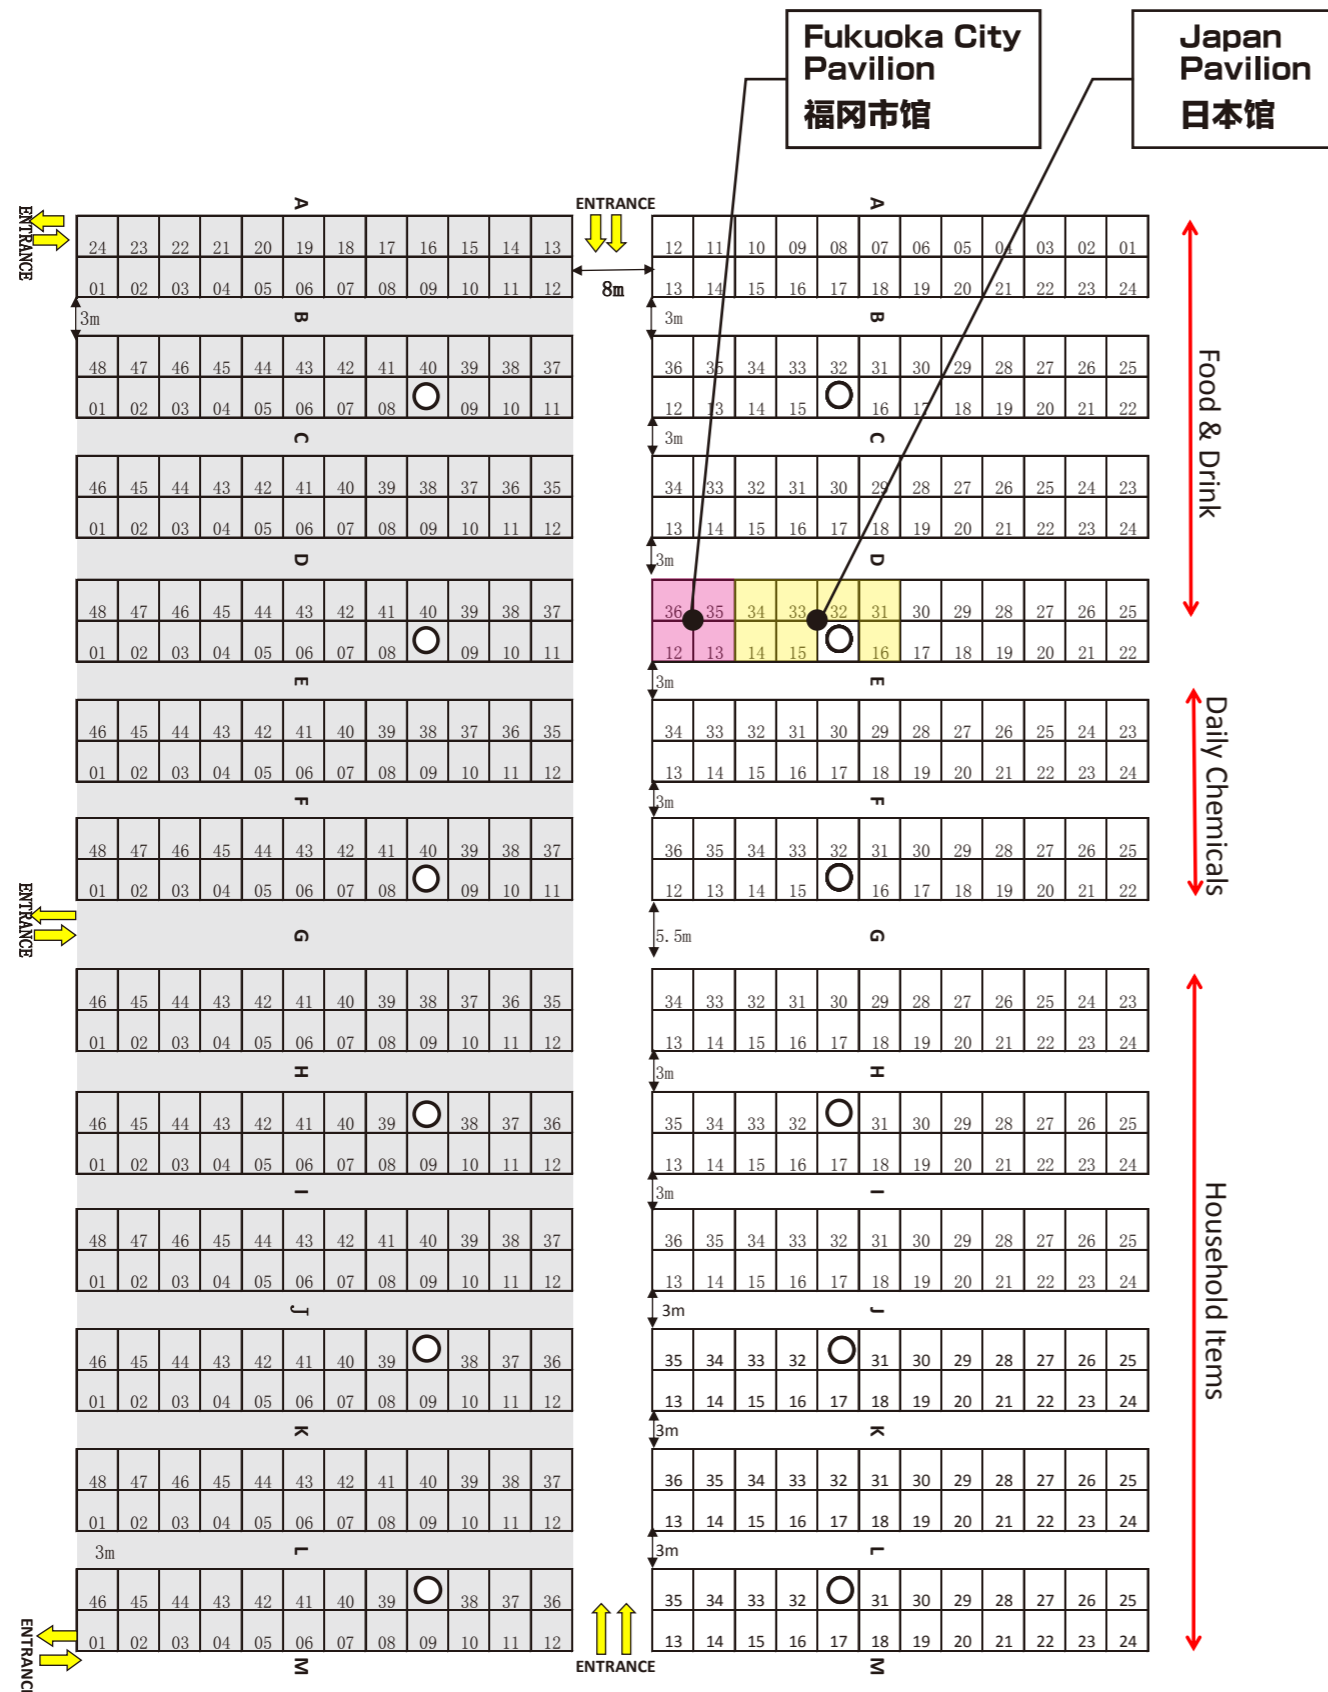 Fukuoka City
Pavilion
福冈市馆
Japan
Pavilion
日本馆
A ENTRANCE A
ENTRANCE
24 23 22 21 20 19 18 17 16 15 14 13 12 11 10 09 08 07 06 05 04 03 02 01
8m
01 02 03 04 05 06 07 08 09 10 11 12 13 14 15 16 17 18 19 20 21 22 23 24
3m B 3m B
48 47 46 45 44 43 42 41 40 39 38 37 36 35 34 33 32 31 30 29 28 27 26 25
01 02 03 04 05 06 07 08 09 10 11 12 13 14 15 16 17 18 19 20 21 22
C 3m C
46 45 44 43 42 41 40 39 38 37 36 35 34 33 32 31 30 29 28 27 26 25 24 23
01 02 03 04 05 06 07 08 09 10 11 12 13 14 15 16 17 18 19 20 21 22 23 24
D 3m D
Food & Drink
48 47 46 45 44 43 42 41 40 39 38 37 36 35 34 33 32 31 30 29 28 27 26 25
01 02 03 04 05 06 07 08 09 10 11 12 13 14 15 16 17 18 19 20 21 22
E 3m E
46 45 44 43 42 41 40 39 38 37 36 35 34 33 32 31 30 29 28 27 26 25 24 23
01 02 03 04 05 06 07 08 09 10 11 12 13 14 15 16 17 18 19 20 21 22 23 24
F 3m F
Daily Chemicals
48 47 46 45 44 43 42 41 40 39 38 37 36 35 34 33 32 31 30 29 28 27 26 25
01 02 03 04 05 06 07 08 09 10 11 12 13 14 15 16 17 18 19 20 21 22
ENTRANCE
G 5.5m G
46 45 44 43 42 41 40 39 38 37 36 35 34 33 32 31 30 29 28 27 26 25 24 23
01 02 03 04 05 06 07 08 09 10 11 12 13 14 15 16 17 18 19 20 21 22 23 24
H 3m H
46 45 44 43 42 41 40 39 38 37 36 35 34 33 32 31 30 29 28 27 26 25
01 02 03 04 05 06 07 08 09 10 11 12 13 14 15 16 17 18 19 20 21 22 23 24
I 3m I
48 47 46 45 44 43 42 41 40 39 38 37 36 35 34 33 32 31 30 29 28 27 26 25
01 02 03 04 05 06 07 08 09 10 11 12 13 14 15 16 17 18 19 20 21 22 23 24
J 3m J
Household Items
46 45 44 43 42 41 40 39 38 37 36 35 34 33 32 31 30 29 28 27 26 25
01 02 03 04 05 06 07 08 09 10 11 12 13 14 15 16 17 18 19 20 21 22 23 24
K 3m K
48 47 46 45 44 43 42 41 40 39 38 37 36 35 34 33 32 31 30 29 28 27 26 25
01 02 03 04 05 06 07 08 09 10 11 12 13 14 15 16 17 18 19 20 21 22 23 24
3m L 3m L
46 45 44 43 42 41 40 39 38 37 36 35 34 33 32 31 30 29 28 27 26 25
01 02 03 04 05 06 07 08 09 10 11 12 13 14 15 16 17 18 19 20 21 22 23 24
ENTRANCE
M ENTRANCE M